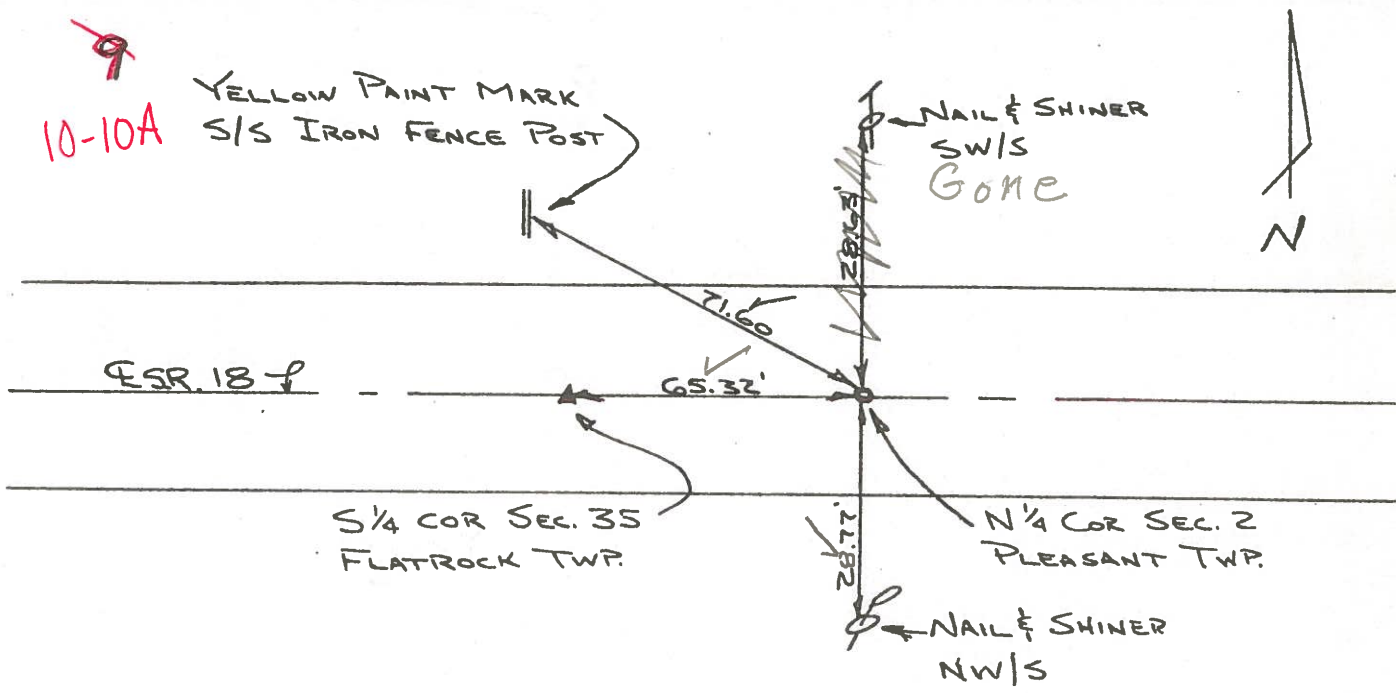 9
10-10A
YELLOW PAINT MARK
S/S IRON FENCE POST
NAIL & SHINER
SW/S
Gone
N
28.63'
71.60
℄ SR. 18
65.32'
S 1/4 COR SEC. 35
FLATROCK TWP.
N 1/4 COR SEC. 2
PLEASANT TWP.
28.77'
NAIL & SHINER
NW/S